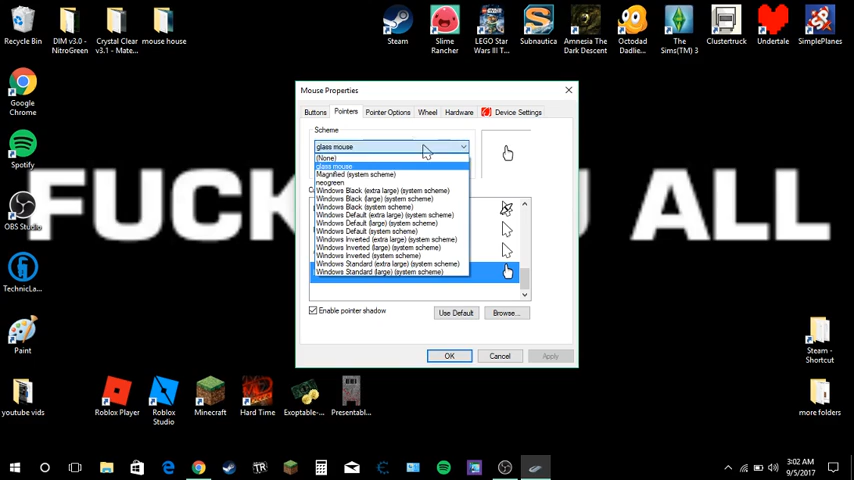 Recycle Bin
DIM v3.0 -
NitroGreen
Crystal Clear
v3.1 - Mate...
mouse house
Steam
Slime
Rancher
LEGO Star
Wars III T...
Subnautica
Amnesia The
Dark Descent
Octodad
Dadlie...
The
Sims(TM) 3
Clustertruck
Undertale
SimplePlanes
Google
Chrome
Spotify
OBS Studio
TechnicLa...
Paint
youtube vids
FUCK U ALL
Mouse Properties
Buttons
Pointers
Pointer Options
Wheel
Hardware
Device Settings
Scheme
glass mouse
(None)
glass mouse
Magnified (system scheme)
neogreen
Windows Black (extra large) (system scheme)
Windows Black (large) (system scheme)
Windows Black (system scheme)
Windows Default (extra large) (system scheme)
Windows Default (large) (system scheme)
Windows Default (system scheme)
Windows Inverted (extra large) (system scheme)
Windows Inverted (large) (system scheme)
Windows Inverted (system scheme)
Windows Standard (extra large) (system scheme)
Windows Standard (large) (system scheme)
Enable pointer shadow
Use Default
Browse...
OK
Cancel
Apply
Steam -
Shortcut
Roblox Player
Roblox
Studio
Minecraft
Hard Time
Exoptable-...
Presentabl...
more folders
3:02 AM
9/5/2017